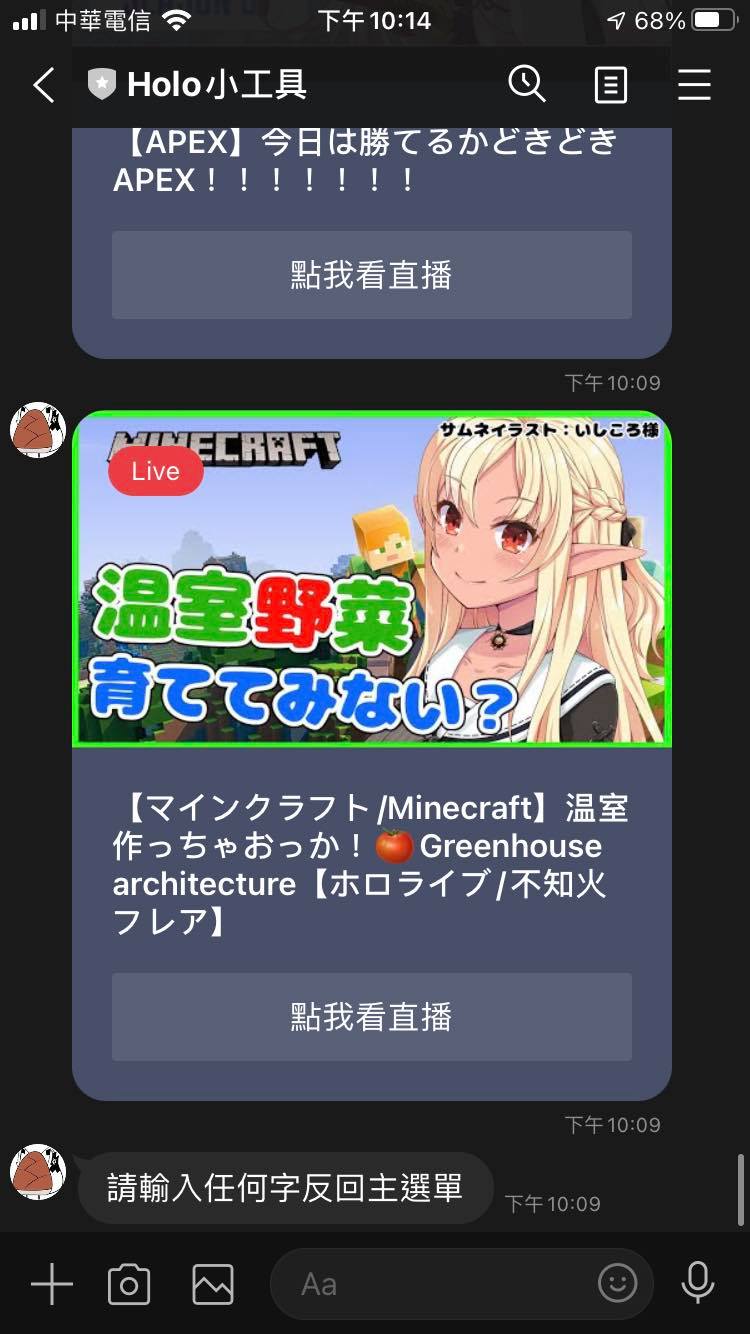 中華電信
下午10:14
68%
Holo小工具
【APEX】今日は勝てるかどきどき
APEX！！！！！！！
點我看直播
下午10:09
MINECRAFT
サムネイラスト：いしころ様
Live
温室野菜
育ててみない？
【マインクラフト/Minecraft】温室
作っちゃおっか！🍅Greenhouse
architecture【ホロライブ/不知火
フレア】
點我看直播
下午10:09
請輸入任何字反回主選單
下午10:09
Aa